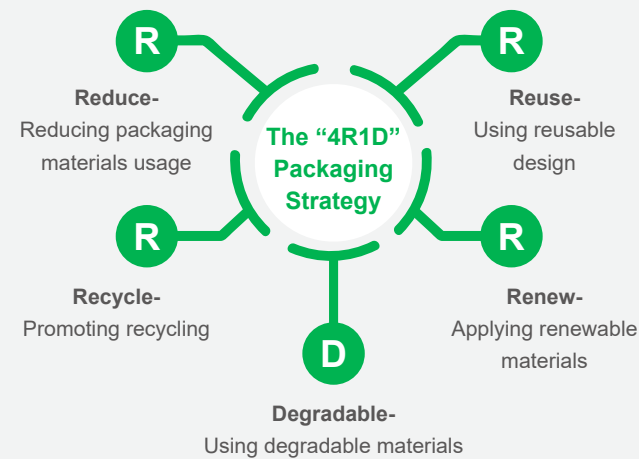 R
Reduce-
Reducing packaging
materials usage
R
Reuse-
Using reusable
design
The “4R1D”
Packaging
Strategy
R
Recycle-
Promoting recycling
R
Renew-
Applying renewable
materials
D
Degradable-
Using degradable materials